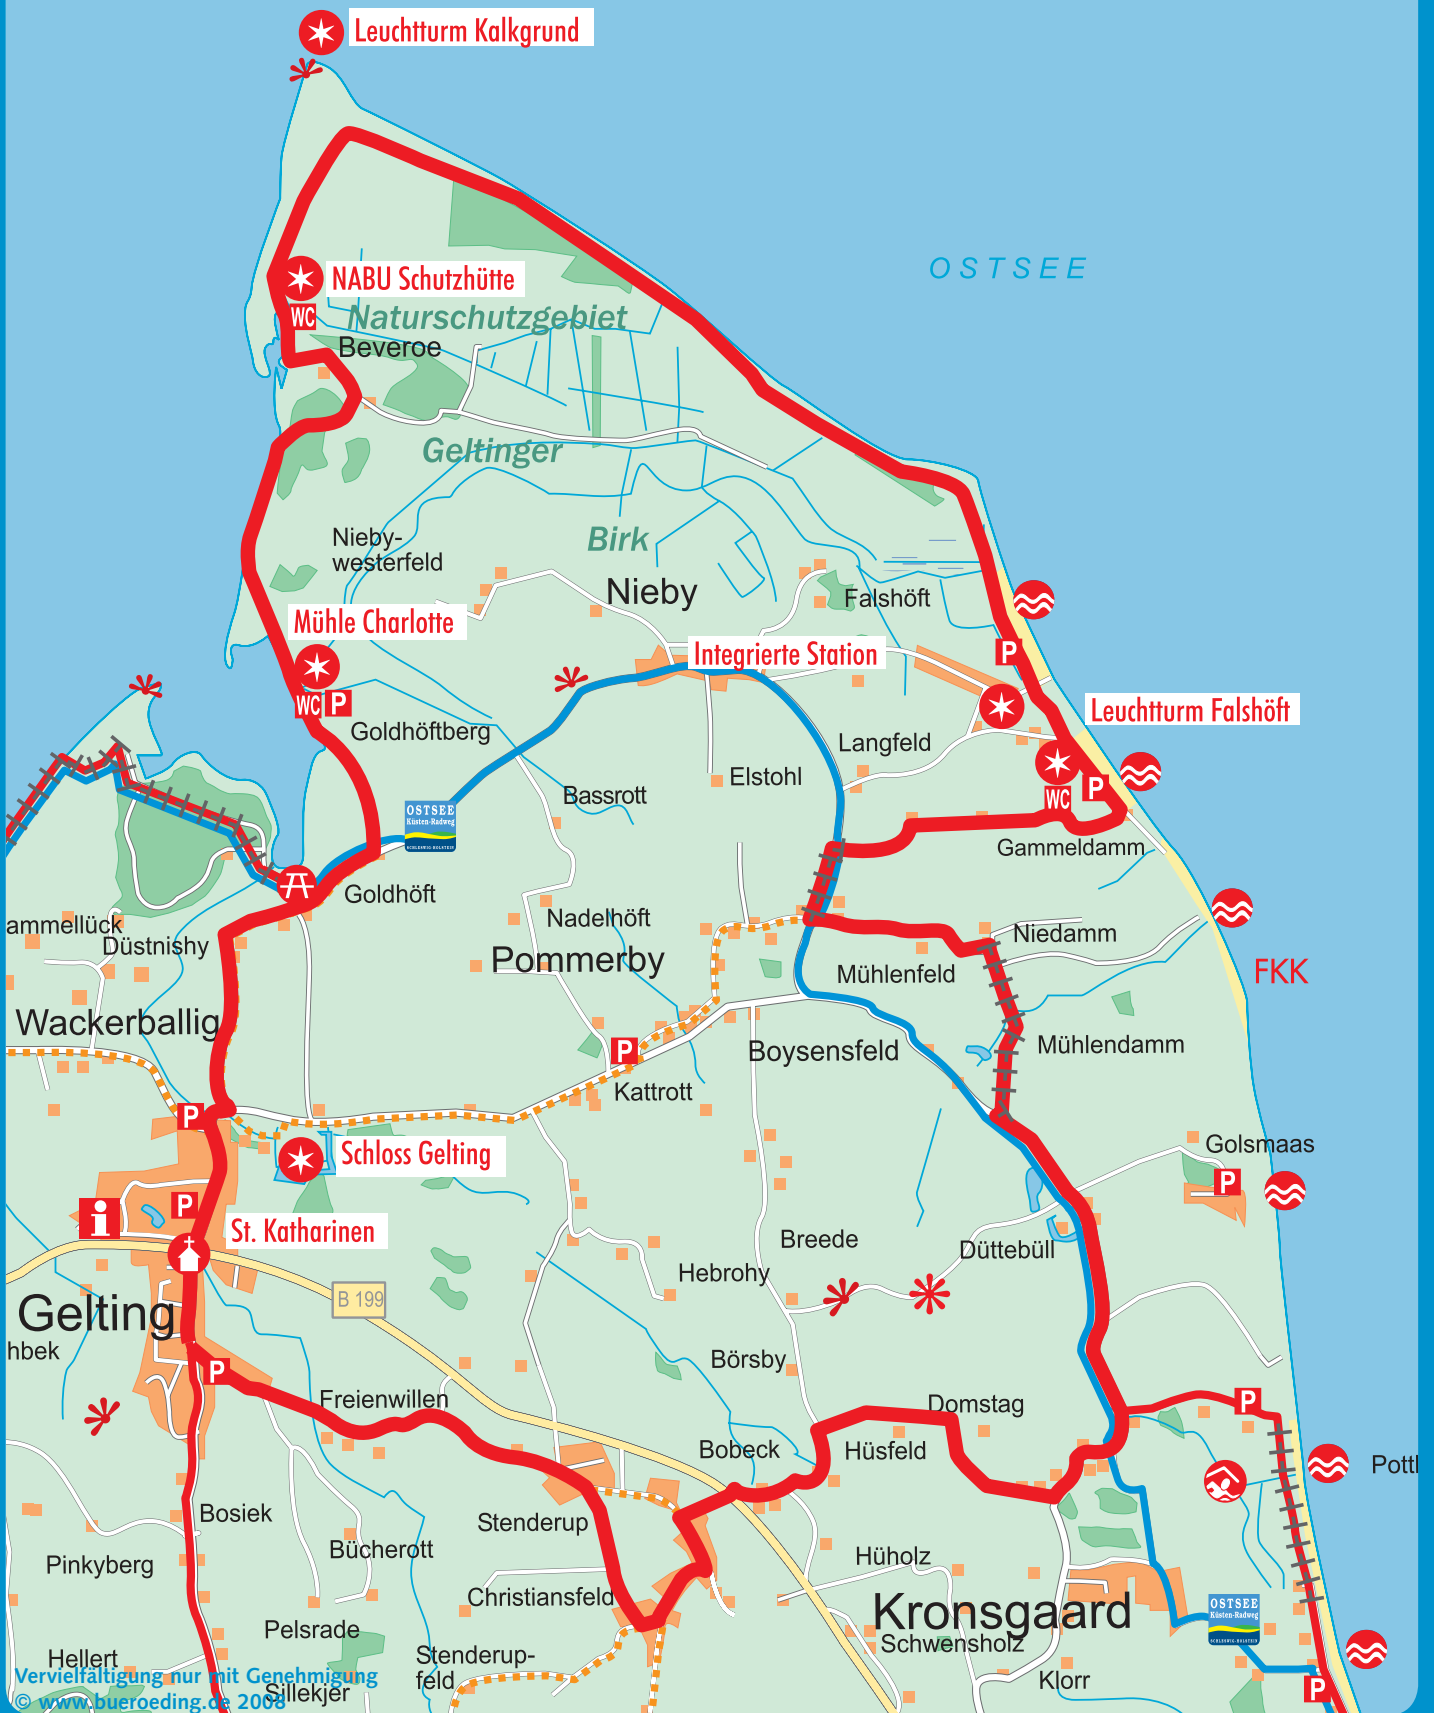 Leuchtturm Kalkgrund
OSTSEE
NABU Schutzhütte
WC
Naturschutzgebiet
Beveroe
Geltinger
Birk
Nieby-
westerfeld
Nieby
Falshöft
Mühle Charlotte
Integrierte Station
P
WC P
Leuchtturm Falshöft
Goldhöftberg
Langfeld
Elstohl
Bassrott
P
WC
OSTSEE
Küsten-Radweg
SCHLESWIG-HOLSTEIN
Gammeldamm
Goldhöft
ammellück
Düstnishy
Nadelhöft
Niedamm
Pommerby
Mühlenfeld
FKK
Wackerballig
Boysensfeld
Mühlendamm
P
Kattrott
P
Schloss Gelting
Golsmaas
P
P
i
St. Katharinen
Breede
Düttebüll
Hebrohy
B 199
Gelting
hbek
Börsby
P
Freienwillen
Domstag
P
Bobeck
Hüsfeld
Pottl
Bosiek
Stenderup
Bücherott
Pinkyberg
Hüholz
Christiansfeld
Kronsgaard
OSTSEE
Küsten-Radweg
SCHLESWIG-HOLSTEIN
Pelsrade
Schwensholz
Hellert
Stenderup-
feld
Klorr
P
Sillekjer
Vervielfältigung nur mit Genehmigung
© www.bueroeding.de 2008